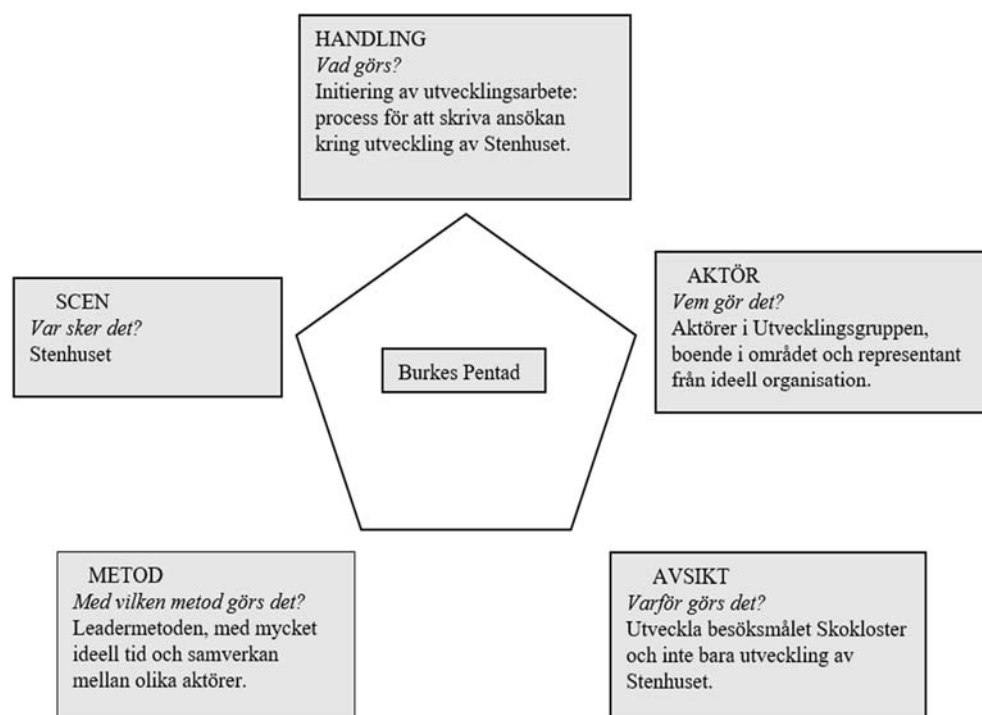 HANDLING
Vad görs?
Initiering av utvecklingsarbete:
process för att skriva ansökan
kring utveckling av Stenhuset.
SCEN
Var sker det?
Stenhuset
AKTÖR
Vem gör det?
Aktörer i Utvecklingsgruppen,
boende i området och representant
från ideell organisation.
Burkes Pentad
METOD
Med vilken metod görs det?
Leadermetoden, med mycket
ideell tid och samverkan
mellan olika aktörer.
AVSIKT
Varför görs det?
Utveckla besöksmålet Skokloster
och inte bara utveckling av
Stenhuset.